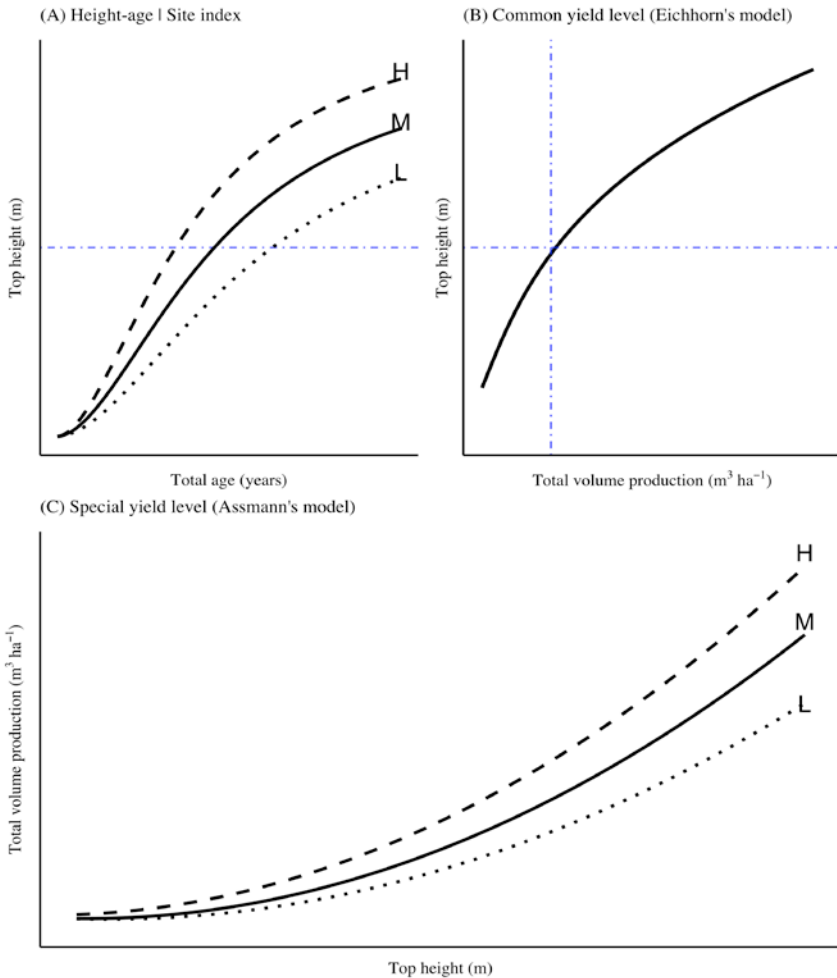 (A) Height-age | Site index
H
M
L
Top height (m)
Total age (years)
(B) Common yield level (Eichhorn's model)
Top height (m)
Total volume production (m³ ha⁻¹)
(C) Special yield level (Assmann's model)
H
M
L
Total volume production (m³ ha⁻¹)
Top height (m)